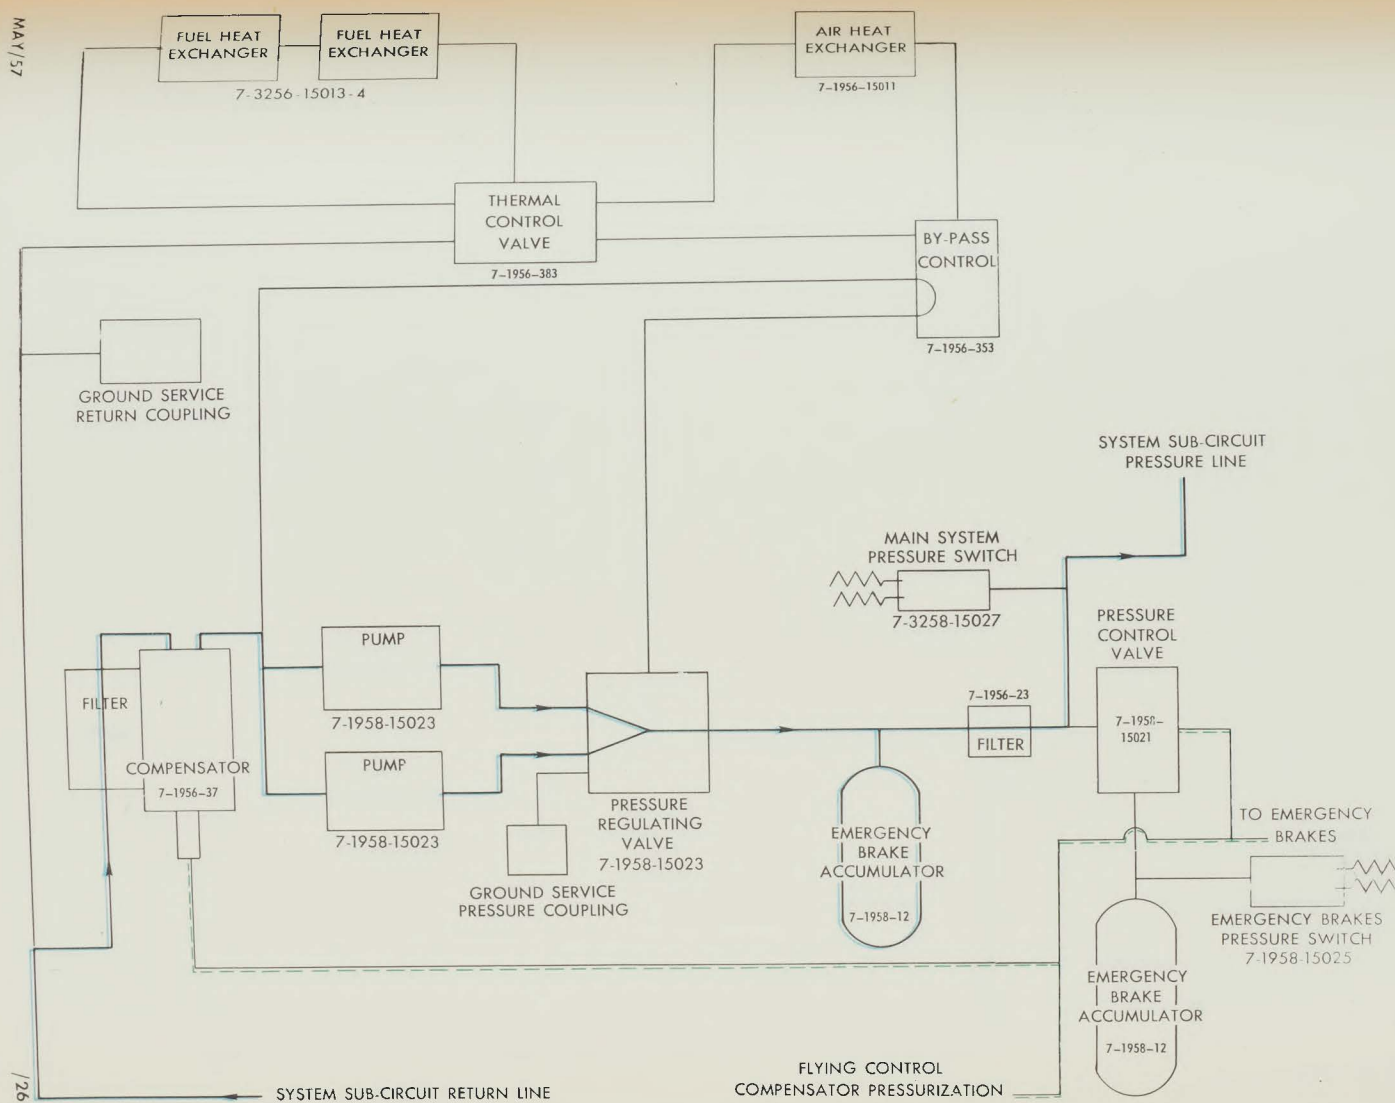 MAY/57
FUEL HEAT
EXCHANGER
FUEL HEAT
EXCHANGER
7-3256-15013-4
AIR HEAT
EXCHANGER
7-1956-15011
THERMAL
CONTROL
VALVE
7-1956-383
BY-PASS
CONTROL
7-1956-353
GROUND SERVICE
RETURN COUPLING
SYSTEM SUB-CIRCUIT
PRESSURE LINE
MAIN SYSTEM
PRESSURE SWITCH
7-3258-15027
PRESSURE
CONTROL
VALVE
7-1958-
15021
FILTER
COMPENSATOR
7-1956-37
PUMP
7-1958-15023
PUMP
7-1958-15023
PRESSURE
REGULATING
VALVE
7-1958-15023
GROUND SERVICE
PRESSURE COUPLING
7-1956-23
FILTER
EMERGENCY
BRAKE
ACCUMULATOR
7-1958-12
TO EMERGENCY
BRAKES
EMERGENCY BRAKES
PRESSURE SWITCH
7-1958-15025
EMERGENCY
BRAKE
ACCUMULATOR
7-1958-12
FLYING CONTROL
COMPENSATOR PRESSURIZATION
SYSTEM SUB-CIRCUIT RETURN LINE
/26